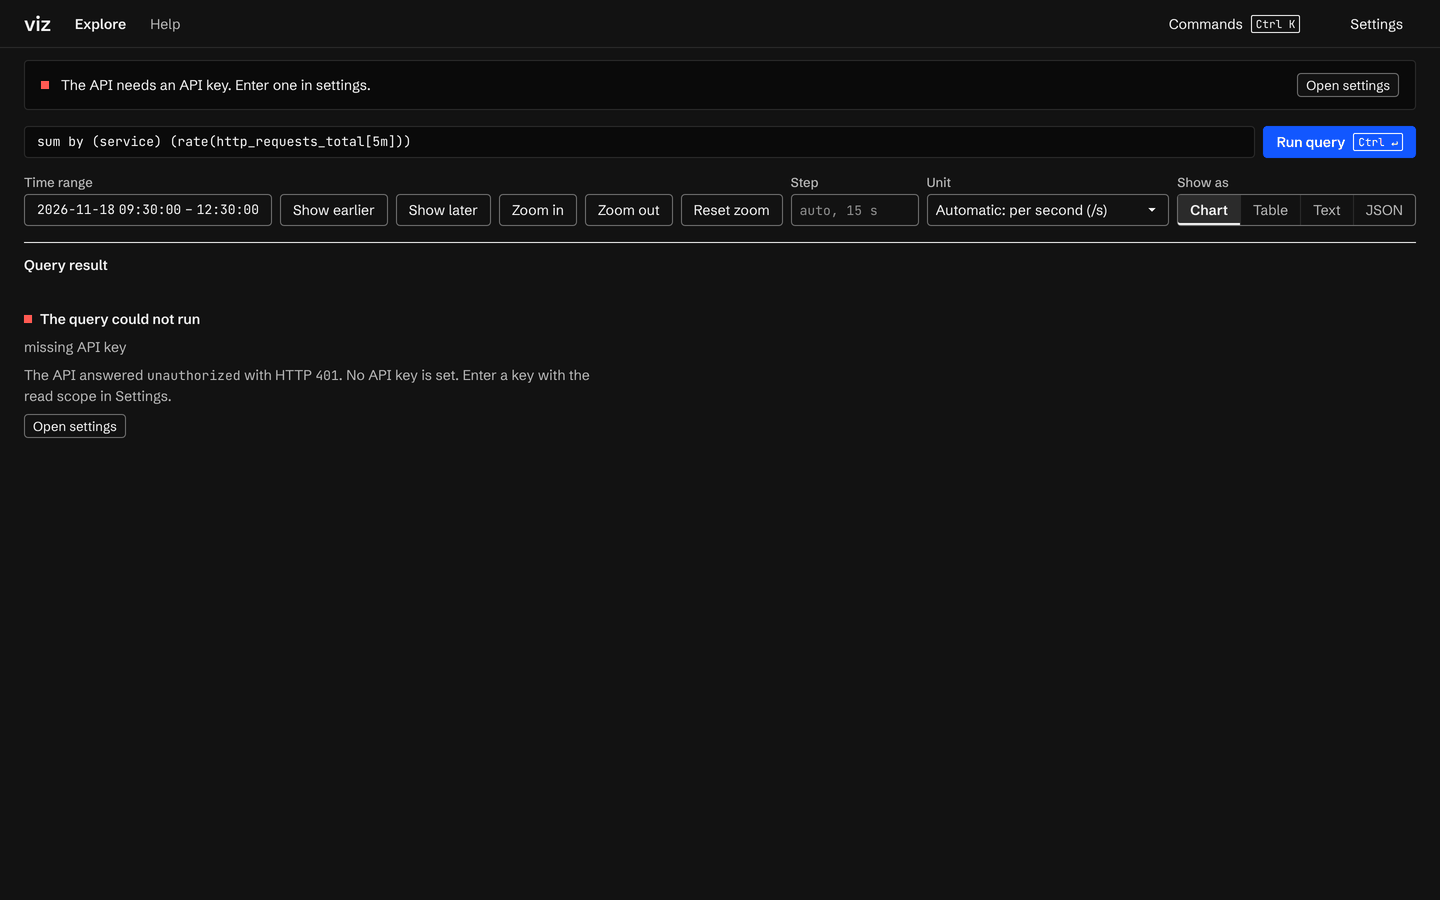 viz Explore Help Commands Ctrl K Settings
The API needs an API key. Enter one in settings. Open settings
sum by (service) (rate(http_requests_total[5m])) Run query Ctrl ↵
Time range Step Unit Show as
2026-11-18 09:30:00 – 12:30:00 Show earlier Show later Zoom in Zoom out Reset zoom auto, 15 s Automatic: per second (/s) Chart Table Text JSON
Query result
The query could not run
missing API key
The API answered unauthorized with HTTP 401. No API key is set. Enter a key with the
read scope in Settings.
Open settings